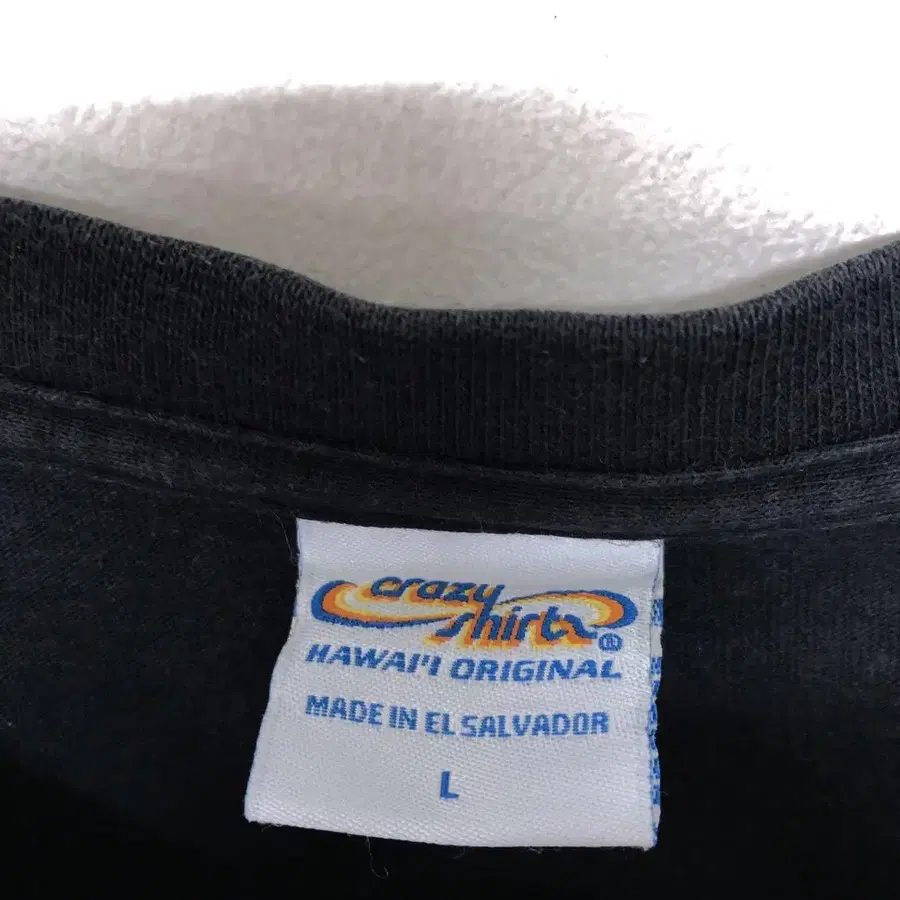 crazy
shirts®
HAWAI'I ORIGINAL
MADE IN EL SALVADOR
L